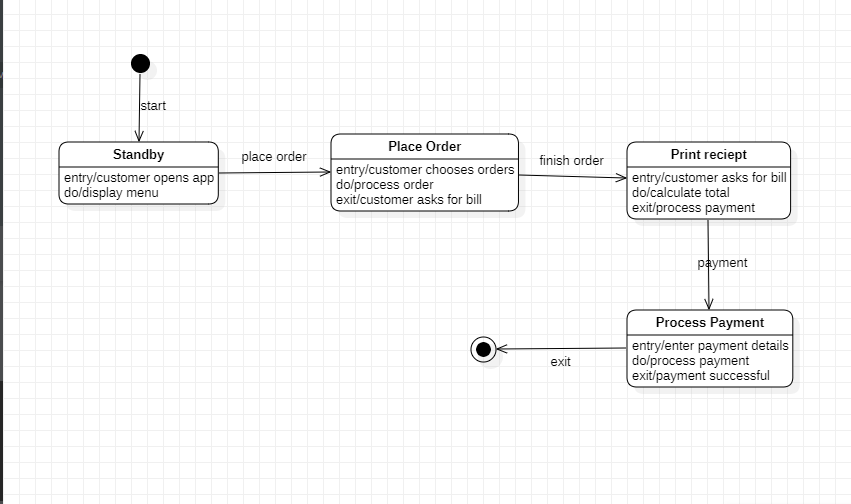 start
Standby
entry/customer opens app
do/display menu
place order
Place Order
entry/customer chooses orders
do/process order
exit/customer asks for bill
finish order
Print reciept
entry/customer asks for bill
do/calculate total
exit/process payment
payment
Process Payment
entry/enter payment details
do/process payment
exit/payment successful
exit